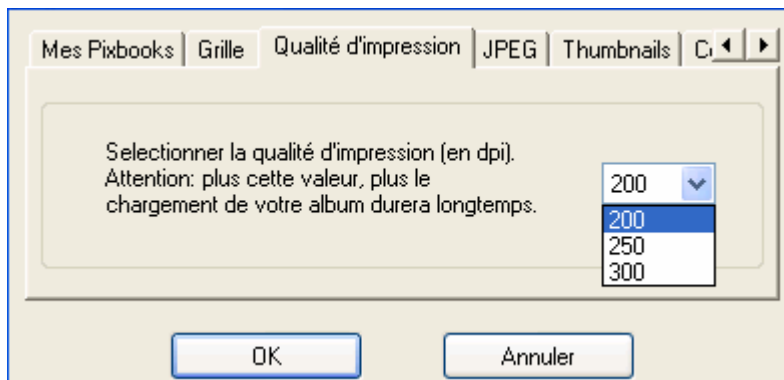 Mes Pixbooks Grille Qualité d'impression JPEG Thumbnails
Selectionner la qualité d'impression (en dpi).
Attention: plus cette valeur, plus le
chargement de votre album durera longtemps.
200
200
250
300
OK Annuler